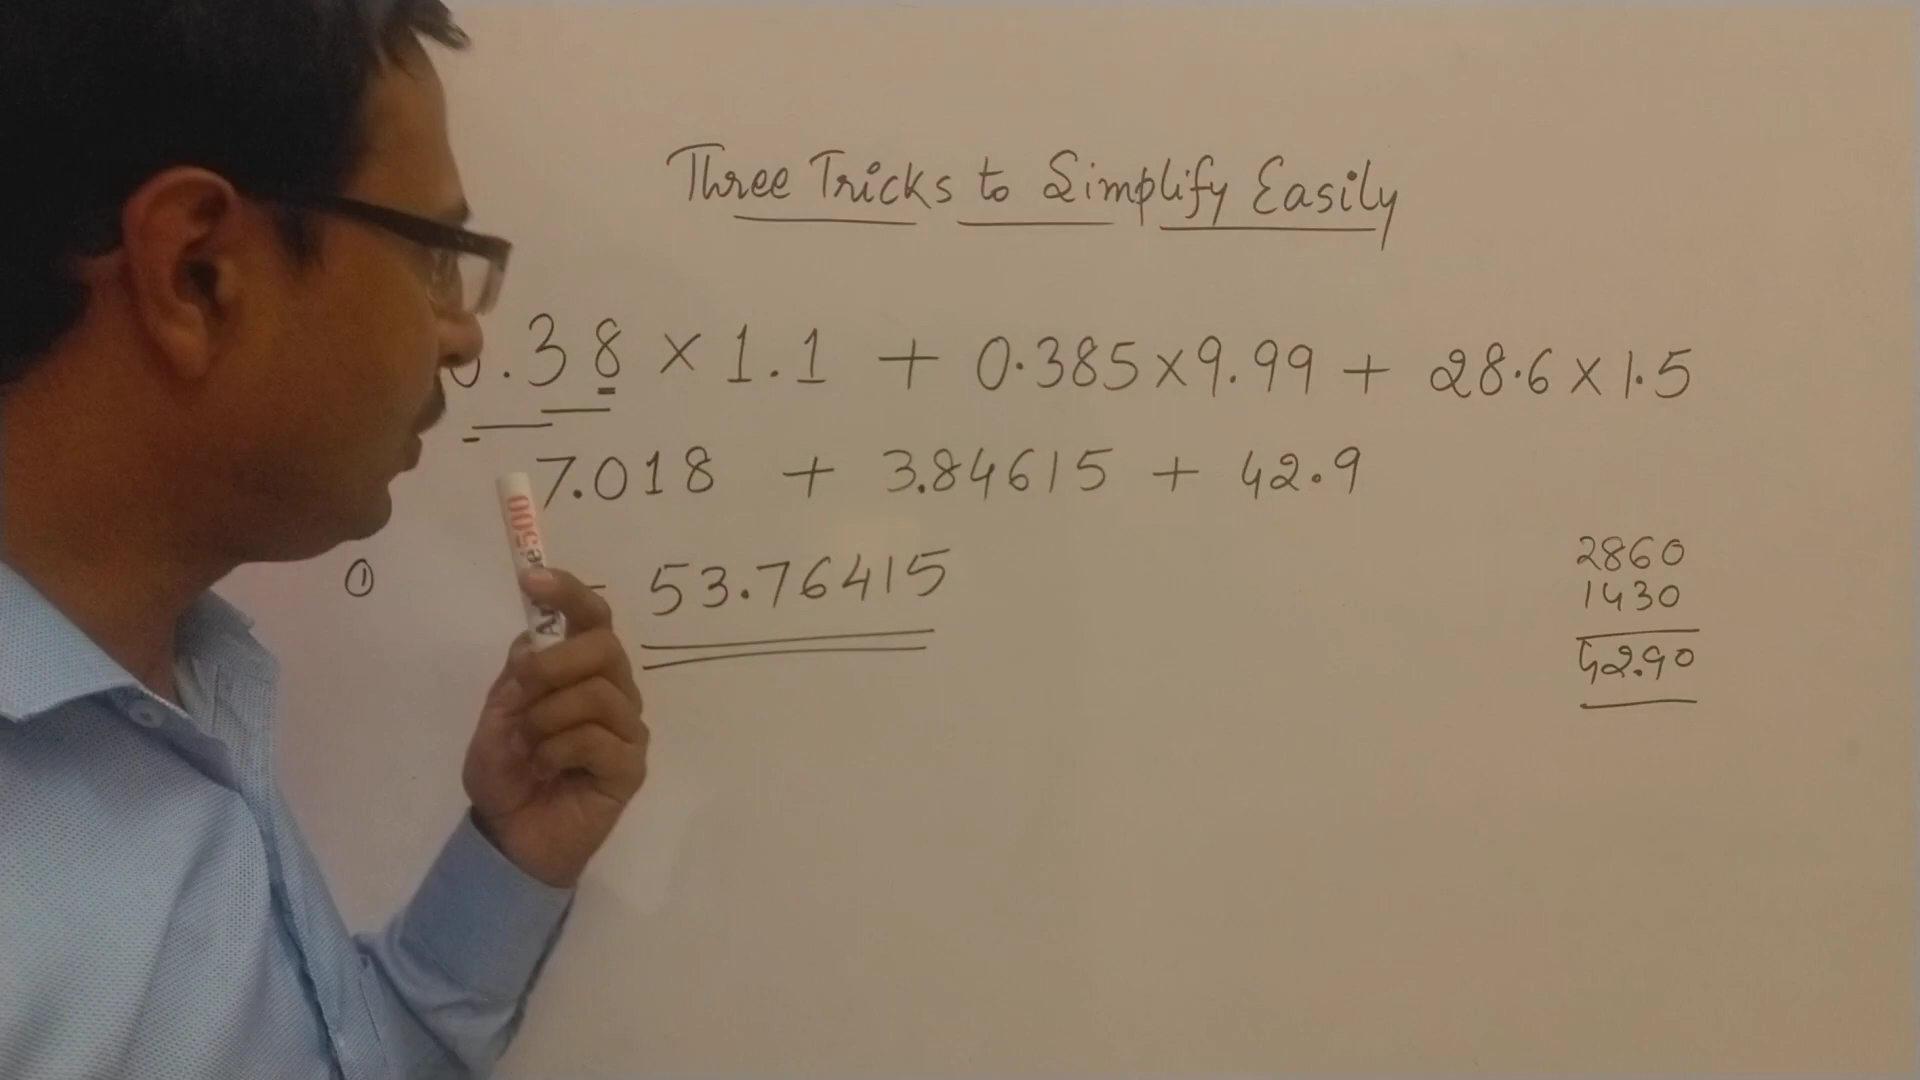 Three Tricks to Simplify Easily
.38 × 1.1 + 0.385×9.99 + 28.6 × 1.5
7.018 + 3.84615 + 42.9
① 53.76415
2860
1430
42.90
500